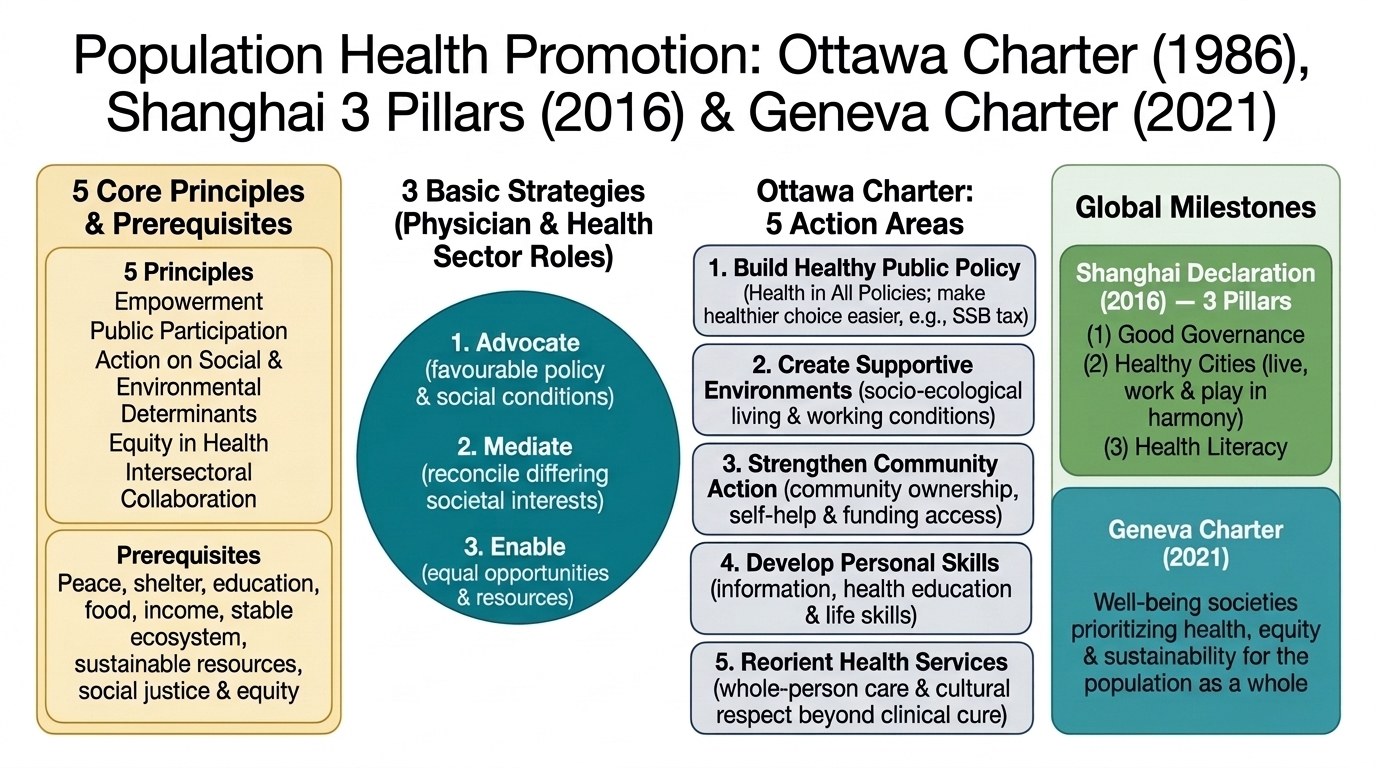 Population Health Promotion: Ottawa Charter (1986),
Shanghai 3 Pillars (2016) & Geneva Charter (2021)
5 Core Principles
& Prerequisites
5 Principles
Empowerment
Public Participation
Action on Social &
Environmental
Determinants
Equity in Health
Intersectoral
Collaboration
Prerequisites
Peace, shelter, education,
food, income, stable
ecosystem,
sustainable resources,
social justice & equity
3 Basic Strategies
(Physician & Health
Sector Roles)
1. Advocate
(favourable policy
& social conditions)
2. Mediate
(reconcile differing
societal interests)
3. Enable
(equal opportunities
& resources)
Ottawa Charter:
5 Action Areas
1. Build Healthy Public Policy
(Health in All Policies; make
healthier choice easier, e.g., SSB tax)
2. Create Supportive
Environments (socio-ecological
living & working conditions)
3. Strengthen Community
Action (community ownership,
self-help & funding access)
4. Develop Personal Skills
(information, health education
& life skills)
5. Reorient Health Services
(whole-person care & cultural
respect beyond clinical cure)
Global Milestones
Shanghai Declaration
(2016) — 3 Pillars
(1) Good Governance
(2) Healthy Cities (live,
work & play in
harmony)
(3) Health Literacy
Geneva Charter
(2021)
Well-being societies
prioritizing health, equity
& sustainability for the
population as a whole